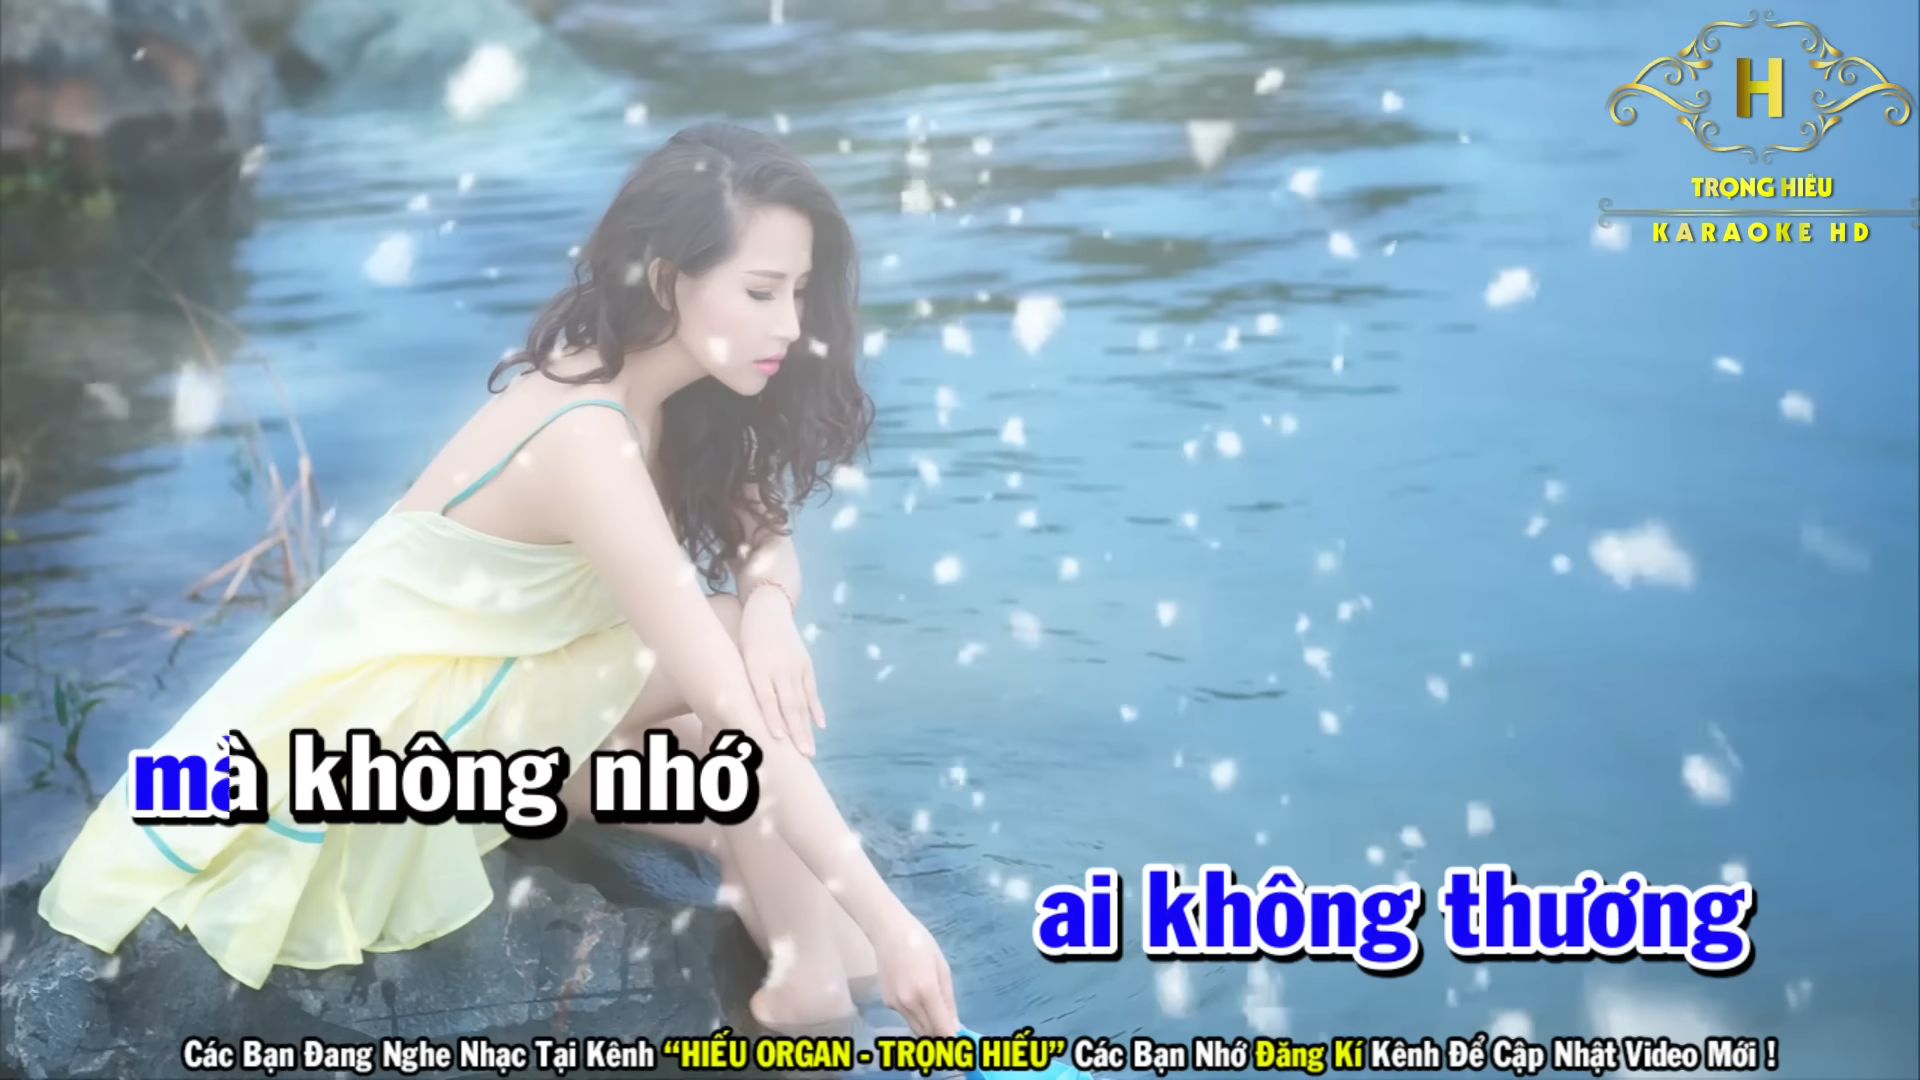 H
TRỌNG HIẾU
KARAOKE HD
mà không nhớ
ai không thương
Các Bạn Đang Nghe Nhạc Tại Kênh “HIẾU ORGAN - TRỌNG HIẾU” Các Bạn Nhớ Đăng Kí Kênh Để Cập Nhật Video Mới !